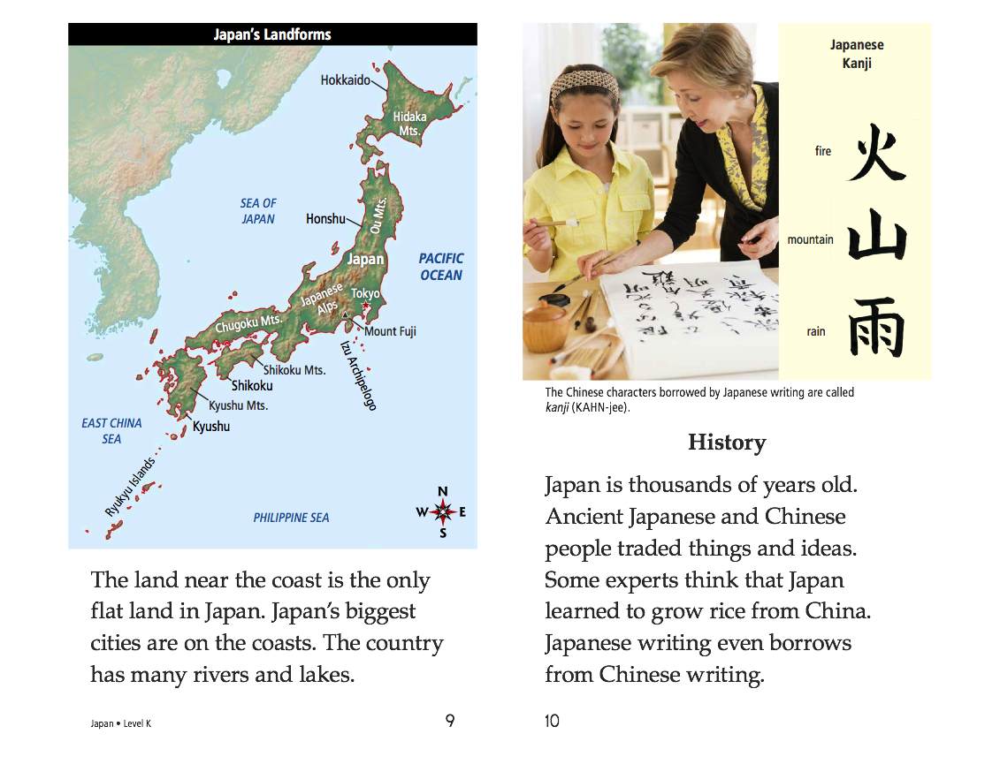 Japan's Landforms
Hokkaido
Hidaka
Mts.
SEA OF
JAPAN
Honshu
Ou Mts.
Japan
PACIFIC
OCEAN
Japanese
Alps
Tokyo
Chugoku Mts.
Mount Fuji
Izu Archipelogo
Shikoku Mts.
Shikoku
Kyushu Mts.
Kyushu
EAST CHINA
SEA
Ryukyu Islands
PHILIPPINE SEA
N
W E
S
The land near the coast is the only
flat land in Japan. Japan's biggest
cities are on the coasts. The country
has many rivers and lakes.
Japan • Level K
9
Japanese
Kanji
fire 火
mountain 山
rain 雨
The Chinese characters borrowed by Japanese writing are called
kanji (KAHN-jee).
History
Japan is thousands of years old.
Ancient Japanese and Chinese
people traded things and ideas.
Some experts think that Japan
learned to grow rice from China.
Japanese writing even borrows
from Chinese writing.
10